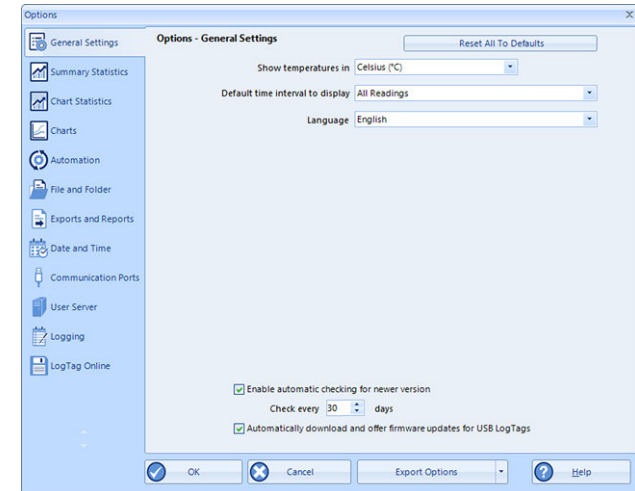 Options
x
General Settings
Summary Statistics
Chart Statistics
Charts
Automation
File and Folder
Exports and Reports
Date and Time
Communication Ports
User Server
Logging
LogTag Online
Options - General Settings
Reset All To Defaults
Show temperatures in Celsius (°C)
Default time interval to display All Readings
Language English
Enable automatic checking for newer version
Check every 30 days
Automatically download and offer firmware updates for USB LogTags
OK Cancel Export Options Help